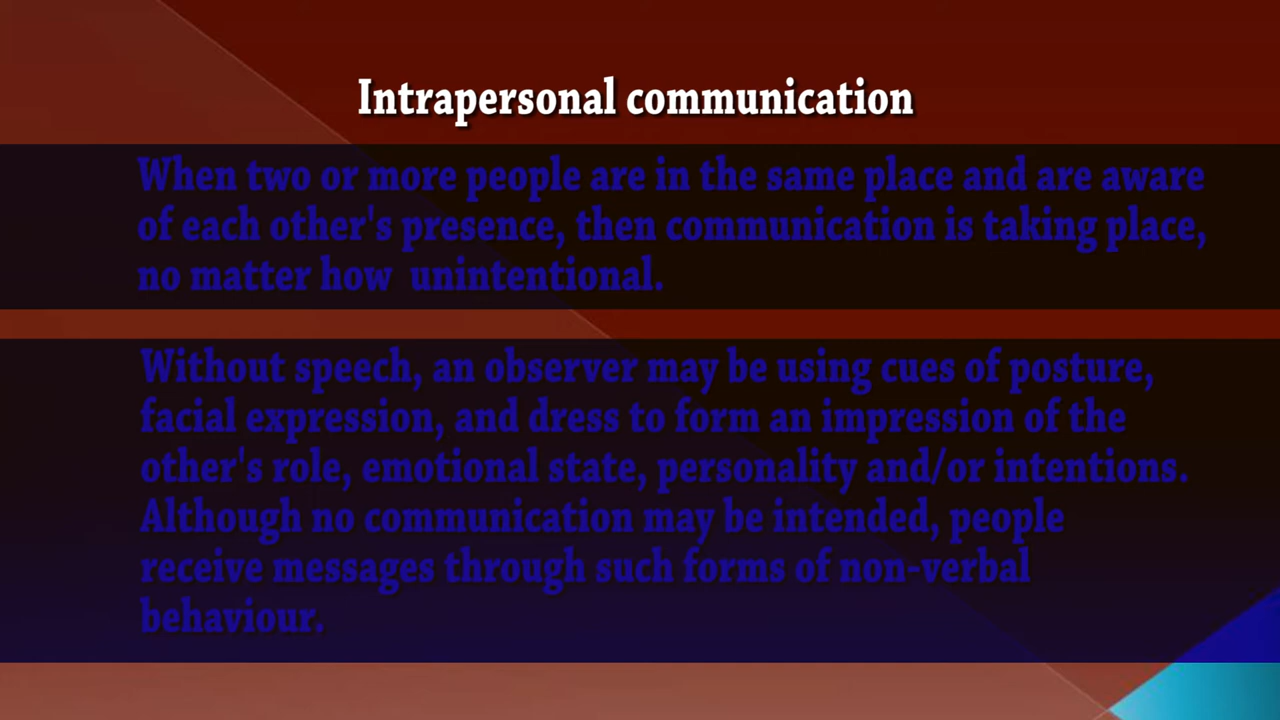 Intrapersonal communication
When two or more people are in the same place and are aware
of each other's presence, then communication is taking place,
no matter how  unintentional.
Without speech, an observer may be using cues of posture,
facial expression, and dress to form an impression of the
other's role, emotional state, personality and/or intentions.
Although no communication may be intended, people
receive messages through such forms of non-verbal
behaviour.